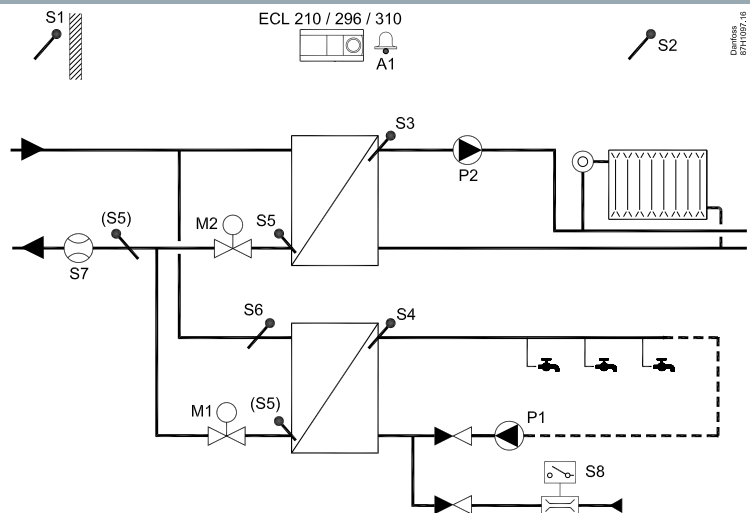 S1
ECL 210 / 296 / 310
A1
S2
Danfoss
87H1097.16
S3
P2
(S5)
M2
S5
S7
S6
S4
M1
(S5)
P1
S8